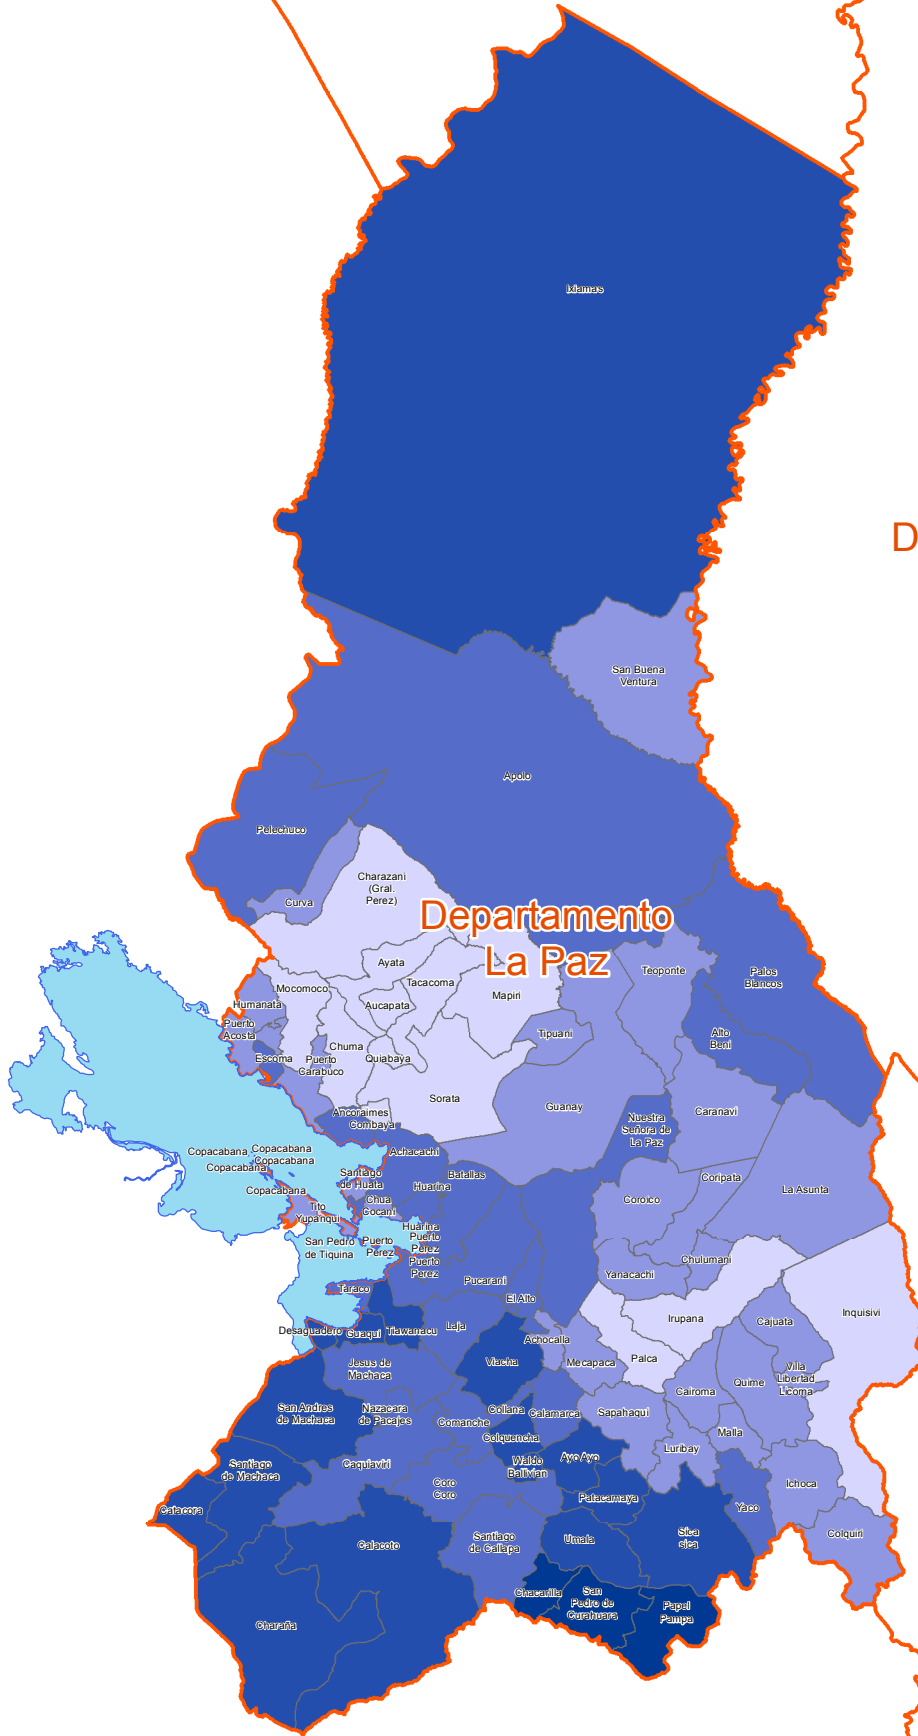 Ixiamas
D
San Buena
Ventura
Apolo
Pelechuco
Charazani
(Gral.
Perez)
Curva
Departamento
La Paz
Ayata
Teoponte
Palos
Blancos
Tacacoma
Mocomoco
Mapiri
Humanata
Aucapata
Puerto
Acosta
Tipuani
Alto
Beni
Chuma
Escoma
Puerto
Carabuco
Quiabaya
Sorata
Guanay
Ancoraimes
Combaya
Nuestra
Señora de
La Paz
Caranavi
Copacabana
Copacabana
Copacabana
Copacabana
Achacachi
Santiago
de Huata
Batallas
Huarina
Copacabana
Coripata
La Asunta
Chua
Cocani
Coroico
Tito
Yupanqui
Huarina
Puerto
Perez
San Pedro
de Tiquina
Puerto
Perez
Puerto
Perez
Chulumani
Yanacachi
Pucarani
Taraco
El Alto
Inquisivi
Irupana
Cajuata
Desaguadero
Guaqui
Tiawanacu
Laja
Achocalla
Mecapaca
Palca
Viacha
Jesus de
Machaca
Villa
Libertad
Licoma
Quime
Cairoma
San Andres
de Machaca
Nazacara
de Pacajes
Collana
Calamarca
Sapahaqui
Comanche
Colquencha
Malla
Luribay
Santiago
de Machaca
Caquiaviri
Waldo
Ballivian
Ayo Ayo
Coro
Coro
Ichoca
Patacamaya
Catacora
Yaco
Colquiri
Calacoto
Santiago
de Callapa
Umala
Sica
sica
Chacarilla
San
Pedro de
Curahuara
Papel
Pampa
Charaña